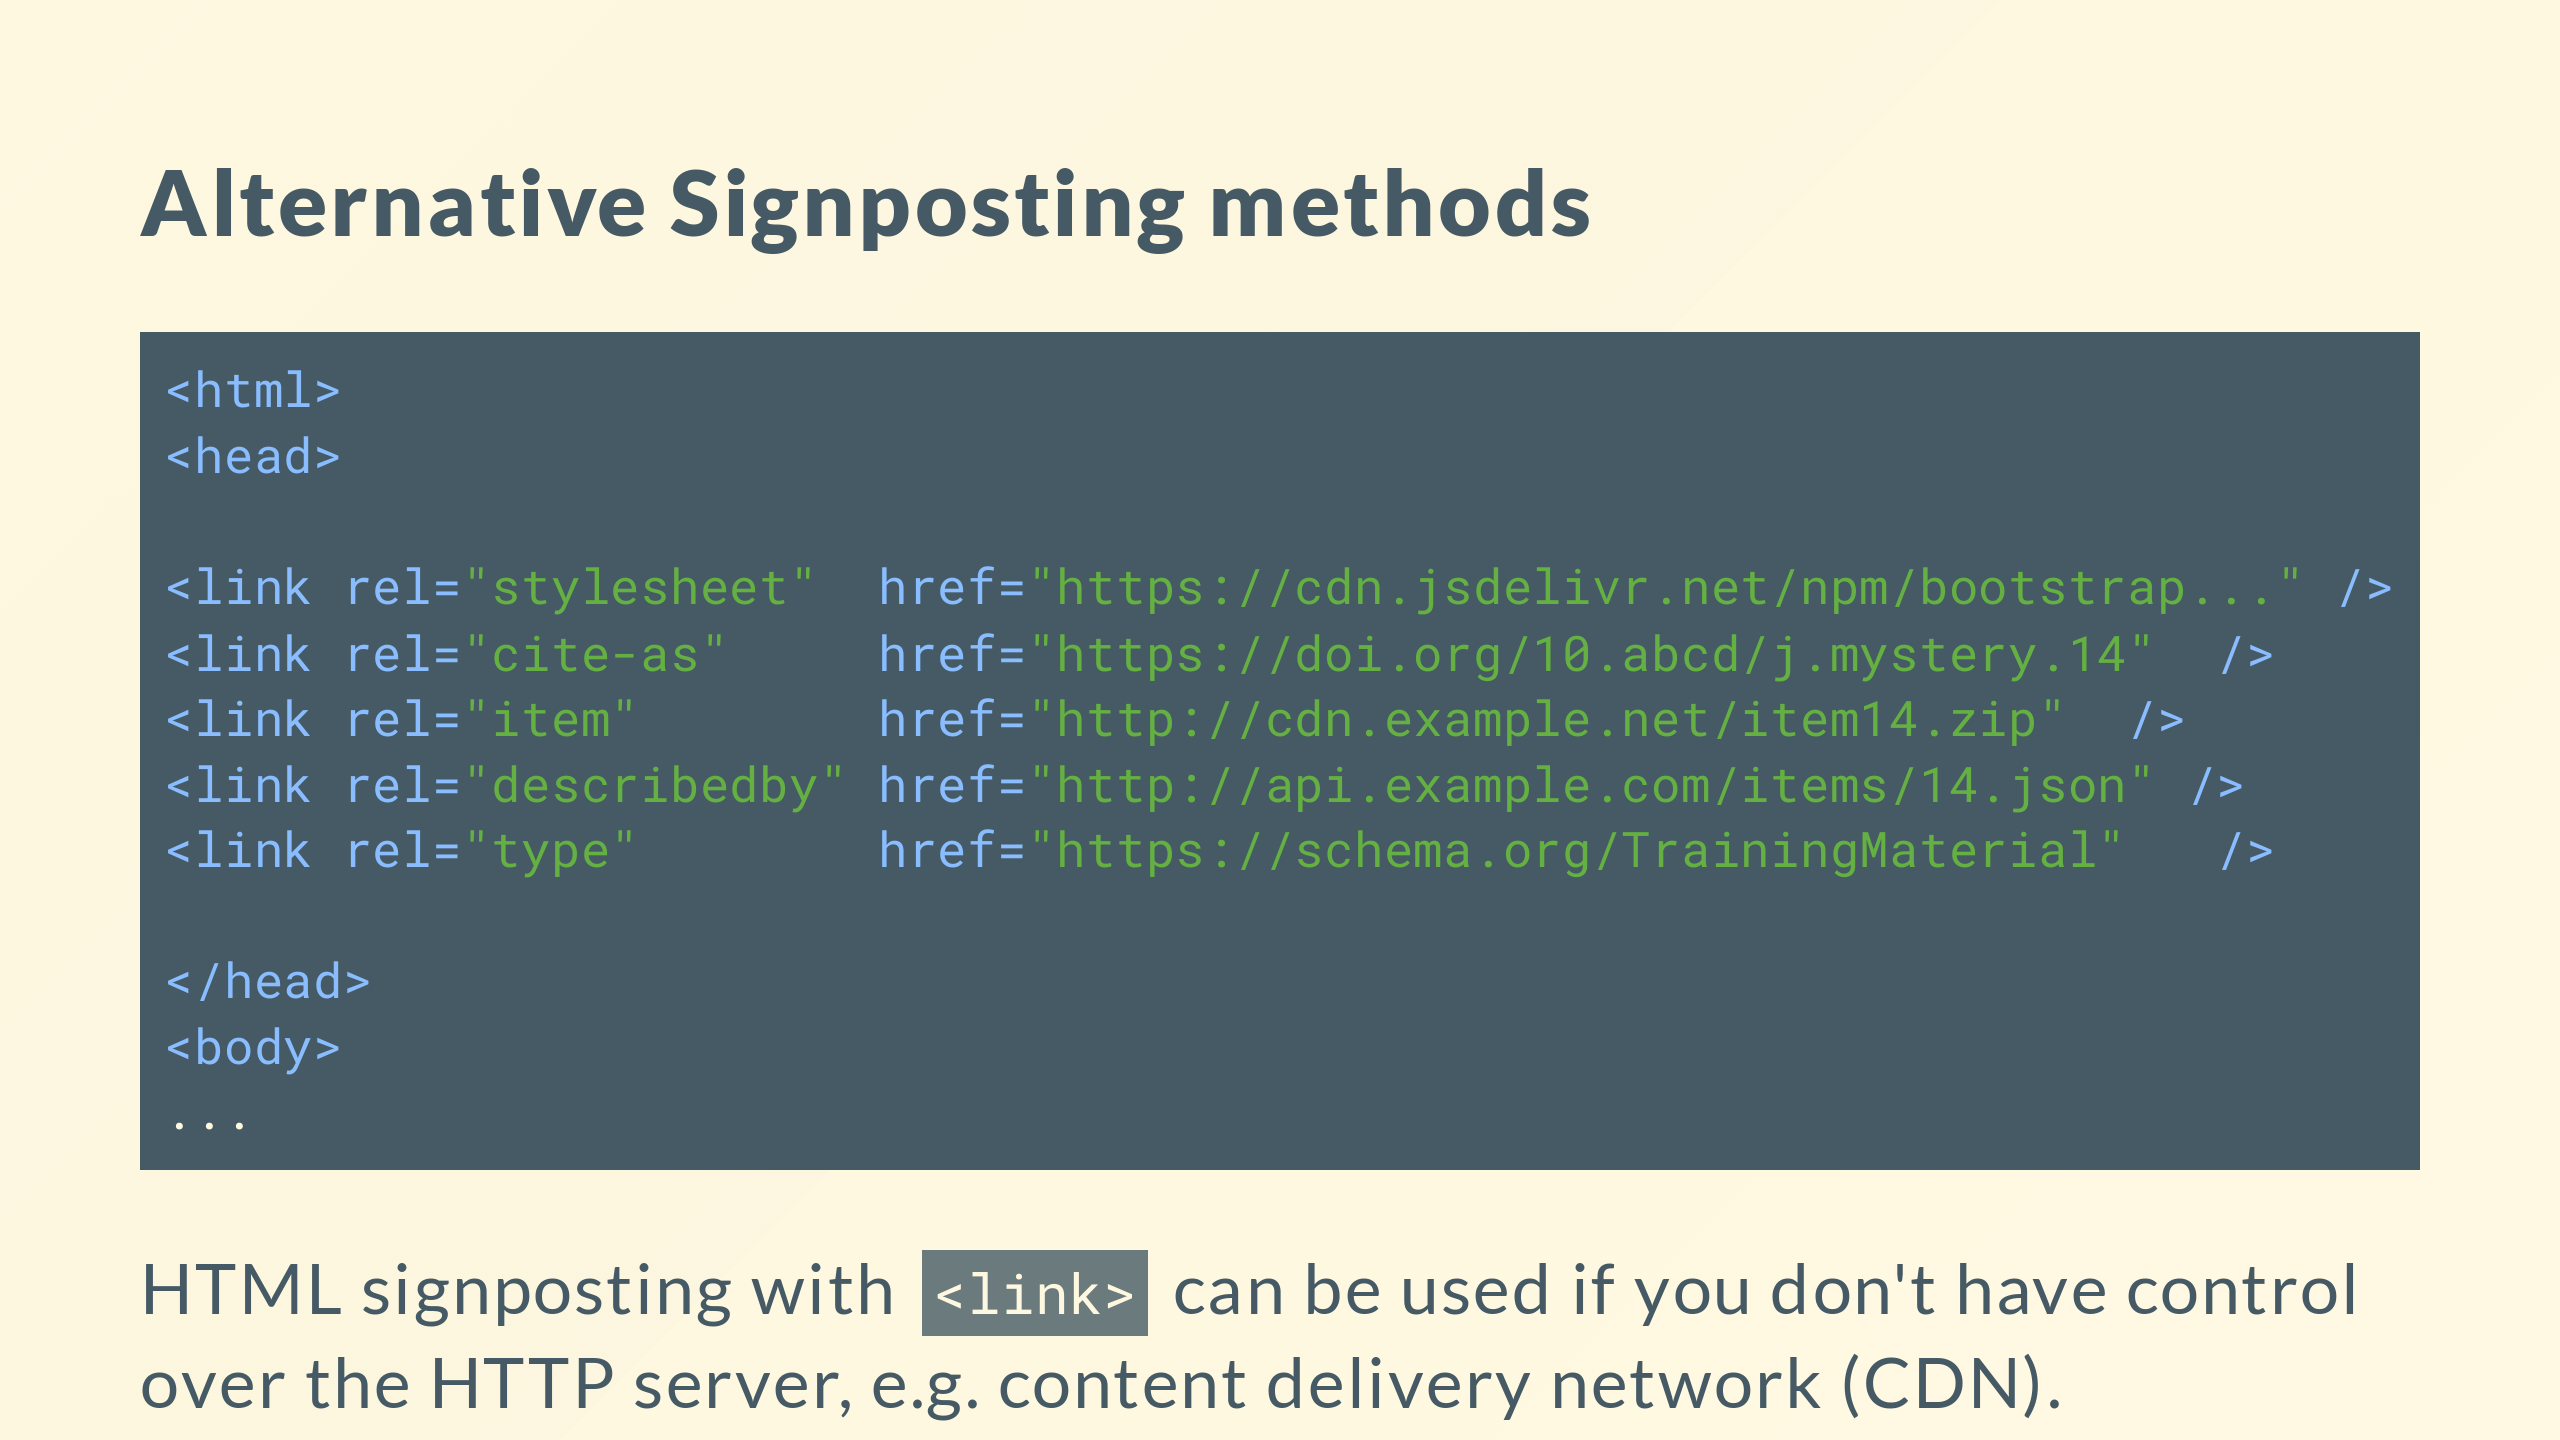 Alternative Signposting methods
<html>
<head>
<link rel="stylesheet"  href="https://cdn.jsdelivr.net/npm/bootstrap..." />
<link rel="cite-as"     href="https://doi.org/10.abcd/j.mystery.14"  />
<link rel="item"        href="http://cdn.example.net/item14.zip"  />
<link rel="describedby" href="http://api.example.com/items/14.json" />
<link rel="type"        href="https://schema.org/TrainingMaterial"   />
</head>
<body>
...
HTML signposting with <link> can be used if you don't have control
over the HTTP server, e.g. content delivery network (CDN).